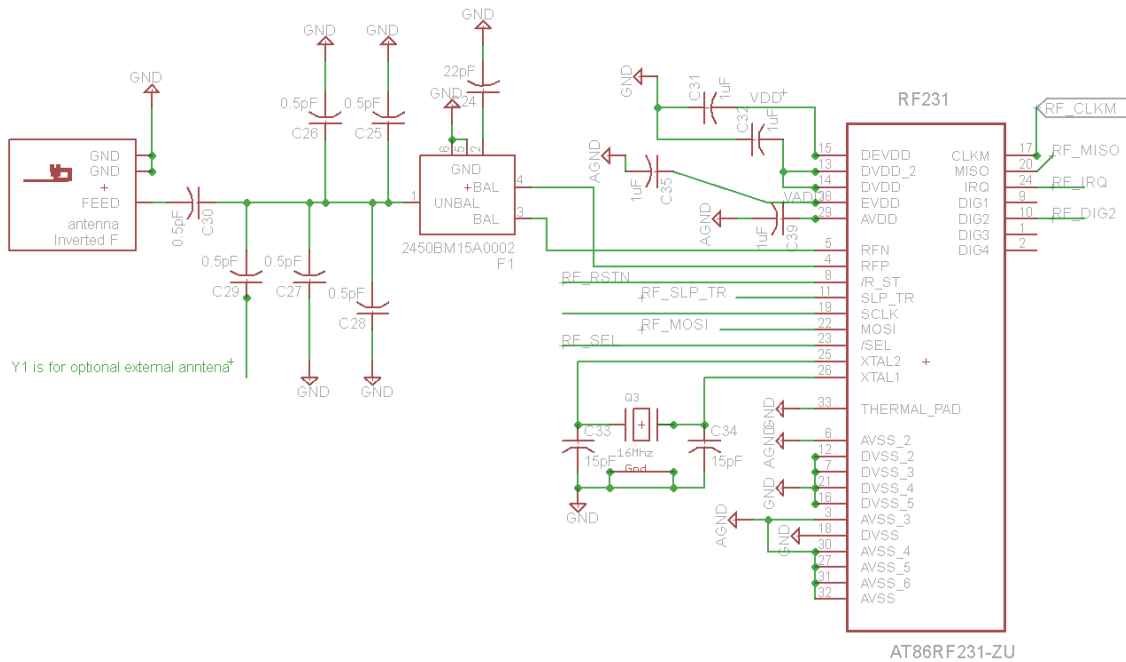 GND
GND
GND
GND
22pF
24
GND
0.5pF
C26
0.5pF
C25
GND
GND
FEED
antenna
Inverted F
0.5pF
C30
6
5
2
GND
+BAL
UNBAL
BAL
1
4
3
2450BM15A0002
F1
0.5pF
C29
0.5pF
C27
0.5pF
C28
GND
GND
Y1 is for optional external anntena
GND
C31
1uF
VDD
C32
1uF
AGND
1uF
C35
VADD
AGND
1uF
C39
RF231
RF_CLKM
RF_MISO
RF_IRQ
RF_DIG2
15 DEVDD
13 DVDD_2
14 DVDD
28 EVDD
29 AVDD
5 RFN
4 RFP
8 /R_ST
11 SLP_TR
19 SCLK
22 MOSI
23 /SEL
25 XTAL2
26 XTAL1
33 THERMAL_PAD
6 AVSS_2
12 DVSS_2
7 DVSS_3
21 DVSS_4
16 DVSS_5
3 AVSS_3
18 DVSS
30 AVSS_4
27 AVSS_5
31 AVSS_6
32 AVSS
CLKM 17
MISO 20
IRQ 24
DIG1 9
DIG2 10
DIG3 1
DIG4 2
RF_RSTN
RF_SLP_TR
RF_MOSI
RF_SEL
Q3
16Mhz
Gnd
C33
15pF
C34
15pF
GND
GND
AGND
GND
AGND
GND
AT86RF231-ZU